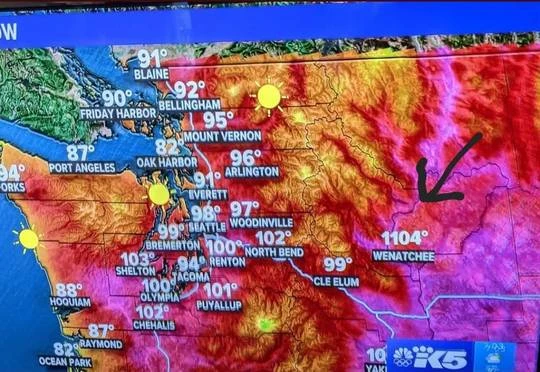 OW
91°
BLAINE
92°
BELLINGHAM
90°
FRIDAY HARBOR
95°
MOUNT VERNON
87°
PORT ANGELES
82°
OAK HARBOR
96°
ARLINGTON
94°
ORKS
91°
EVERETT
98°
SEATTLE
97°
WOODINVILLE
99°
BREMERTON
100°
RENTON
102°
NORTH BEND
1104°
WENATCHEE
103°
SHELTON
94°
TACOMA
99°
CLE ELUM
88°
HOQUIAM
100°
OLYMPIA
101°
PUYALLUP
102°
CHEHALIS
87°
RAYMOND
82°
OCEAN PARK
10
YAK
K5